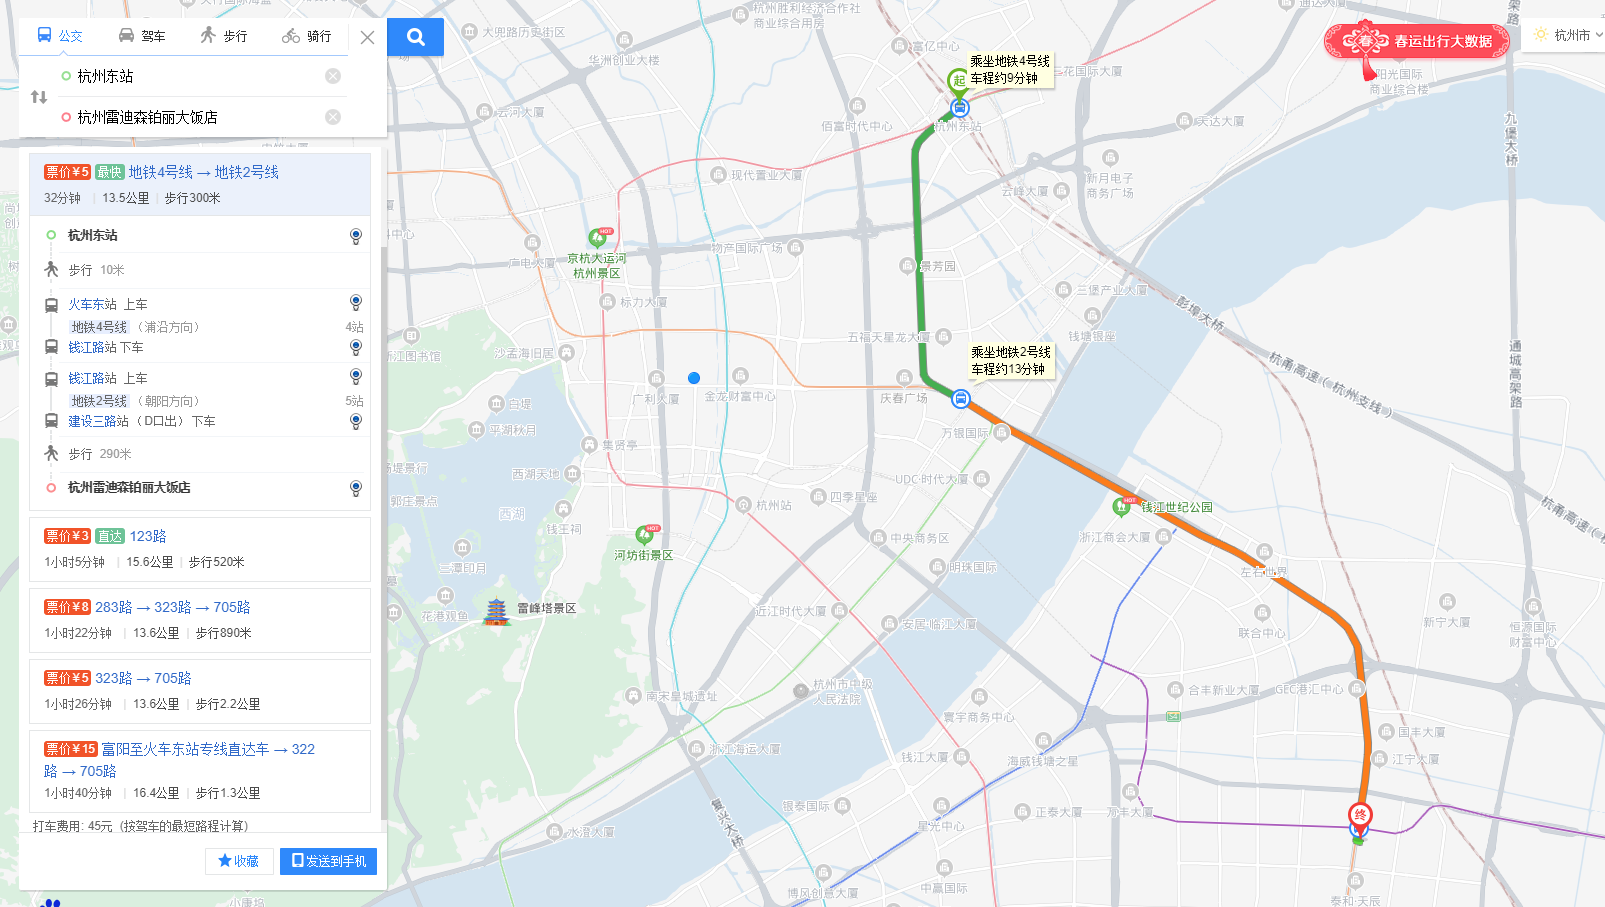 公交
驾车
步行
骑行
杭州东站
杭州雷迪森铂丽大饭店
票价¥5 最快 地铁4号线 → 地铁2号线
32分钟 | 13.5公里 | 步行300米
杭州东站
步行 10米
火车东站 上车
地铁4号线 （浦沿方向） 4站
钱江路站 下车
钱江路站 上车
地铁2号线 （朝阳方向） 5站
建设三路站（D口出）下车
步行 290米
杭州雷迪森铂丽大饭店
票价¥3 直达 123路
1小时5分钟 | 15.6公里 | 步行520米
票价¥8 283路 → 323路 → 705路
1小时22分钟 | 13.6公里 | 步行890米
票价¥5 323路 → 705路
1小时26分钟 | 13.6公里 | 步行2.2公里
票价¥15 富阳至火车东站专线直达车 → 322
路 → 705路
1小时40分钟 | 16.4公里 | 步行1.3公里
打车费用: 45元（按驾车的最短路程计算）
收藏
发送到手机
春
春运出行大数据
杭州市
起
乘坐地铁4号线
车程约9分钟
乘坐地铁2号线
车程约13分钟
终
杭州胜利经济合作社
商业综合用房
大兜路历史街区
华洲创业大厦
富亿中心
三花国际大厦
阳光国际
商业综合楼
云河大厦
佰富时代中心
杭州东站
天达大厦
九堡大桥
现代置业大厦
新月电子
商务广场
云峰大厦
HOT
京杭大运河
杭州景区
物产国际广场
广电大厦
景芳园
标力大厦
三堡产业大厦
彭埠大桥
五福天星龙大厦
钱塘银座
沙孟海旧居
浙江图书馆
杭甬高速（杭州支线）
通城高架路
白堤
广利大厦
金龙财富中心
庆春广场
平湖秋月
集贤亭
万银国际
西湖天地
UDC·时代大厦
郭庄景点
西湖
钱王祠
杭州站
四季星座
HOT
钱江世纪公园
杭甬高速
HOT
河坊街景区
中央商务区
浙江商会大厦
三潭印月
明珠国际
左右世界
花港观鱼
雷峰塔景区
近江时代大厦
安居·临江大厦
联合中心
新宁大厦
恒源国际
财富中心
南宋皇城遗址
杭州市中级
人民法院
寰宇商务中心
合丰新业大厦
GEC港汇中心
S4
国丰大厦
浙江海运大厦
钱江大厦
海威钱塘之星
江宁大厦
复兴大桥
银泰国际
星光中心
正泰大厦
万丰大厦
水澄大厦
博风创意大厦
中赢国际
泰和·天辰
小康坞